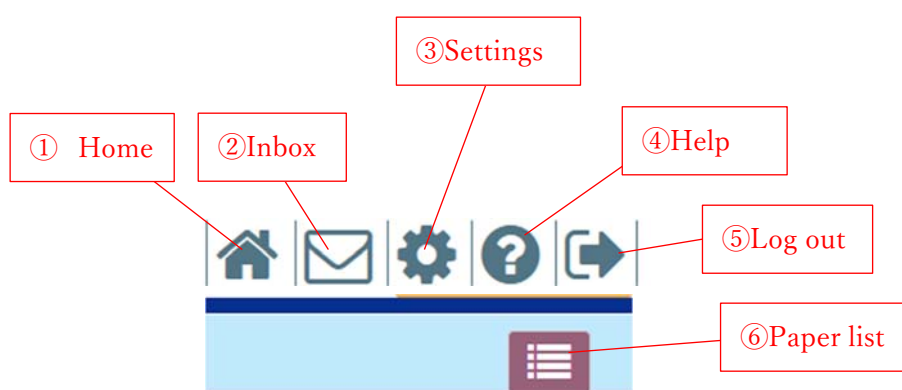 ③Settings
① Home
②Inbox
④Help
⑤Log out
⑥Paper list